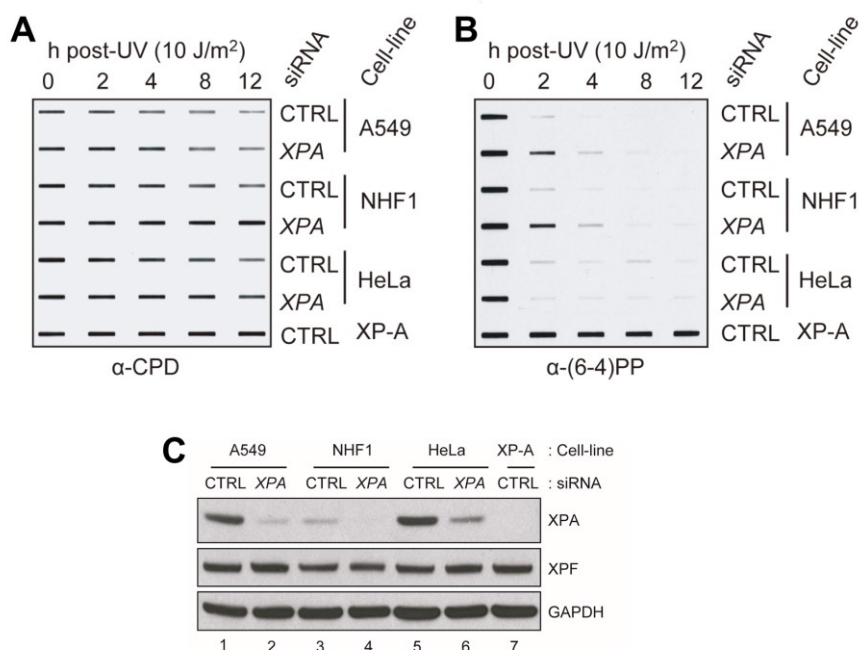 A
h post-UV (10 J/m²)
siRNA
Cell-line
0 2 4 8 12
CTRL
A549
XPA
CTRL
NHF1
XPA
CTRL
HeLa
XPA
CTRL XP-A
α-CPD
B
h post-UV (10 J/m²)
siRNA
Cell-line
0 2 4 8 12
CTRL
A549
XPA
CTRL
NHF1
XPA
CTRL
HeLa
XPA
CTRL XP-A
α-(6-4)PP
C
A549 NHF1 HeLa XP-A : Cell-line
CTRL XPA CTRL XPA CTRL XPA CTRL : siRNA
XPA
XPF
GAPDH
1 2 3 4 5 6 7